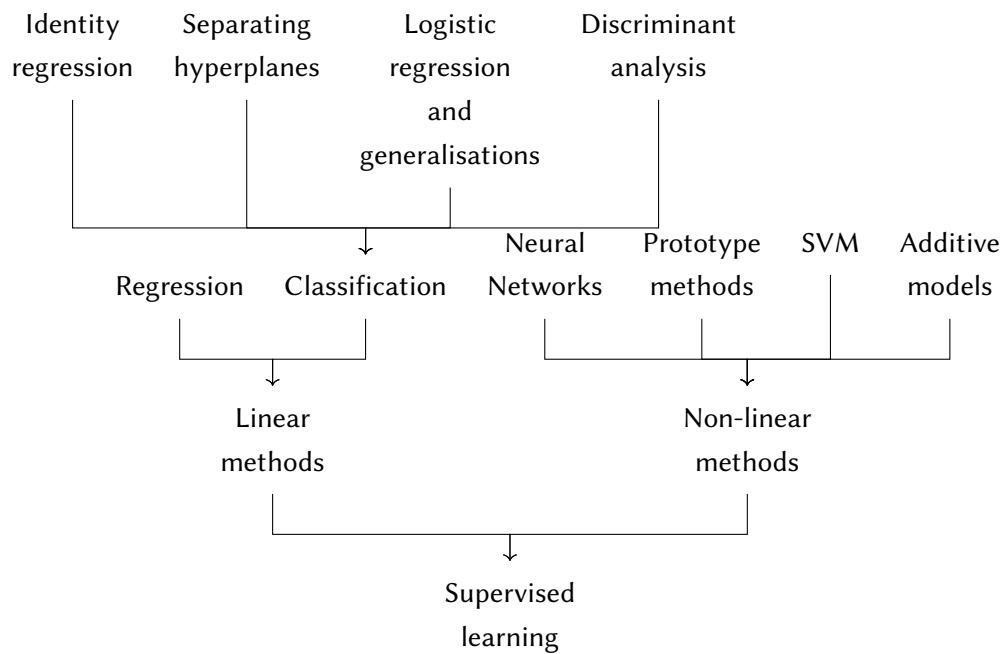 Identity
regression
Separating
hyperplanes
Logistic
regression
and
generalisations
Discriminant
analysis
Regression
Classification
Neural
Networks
Prototype
methods
SVM
Additive
models
Linear
methods
Non-linear
methods
Supervised
learning